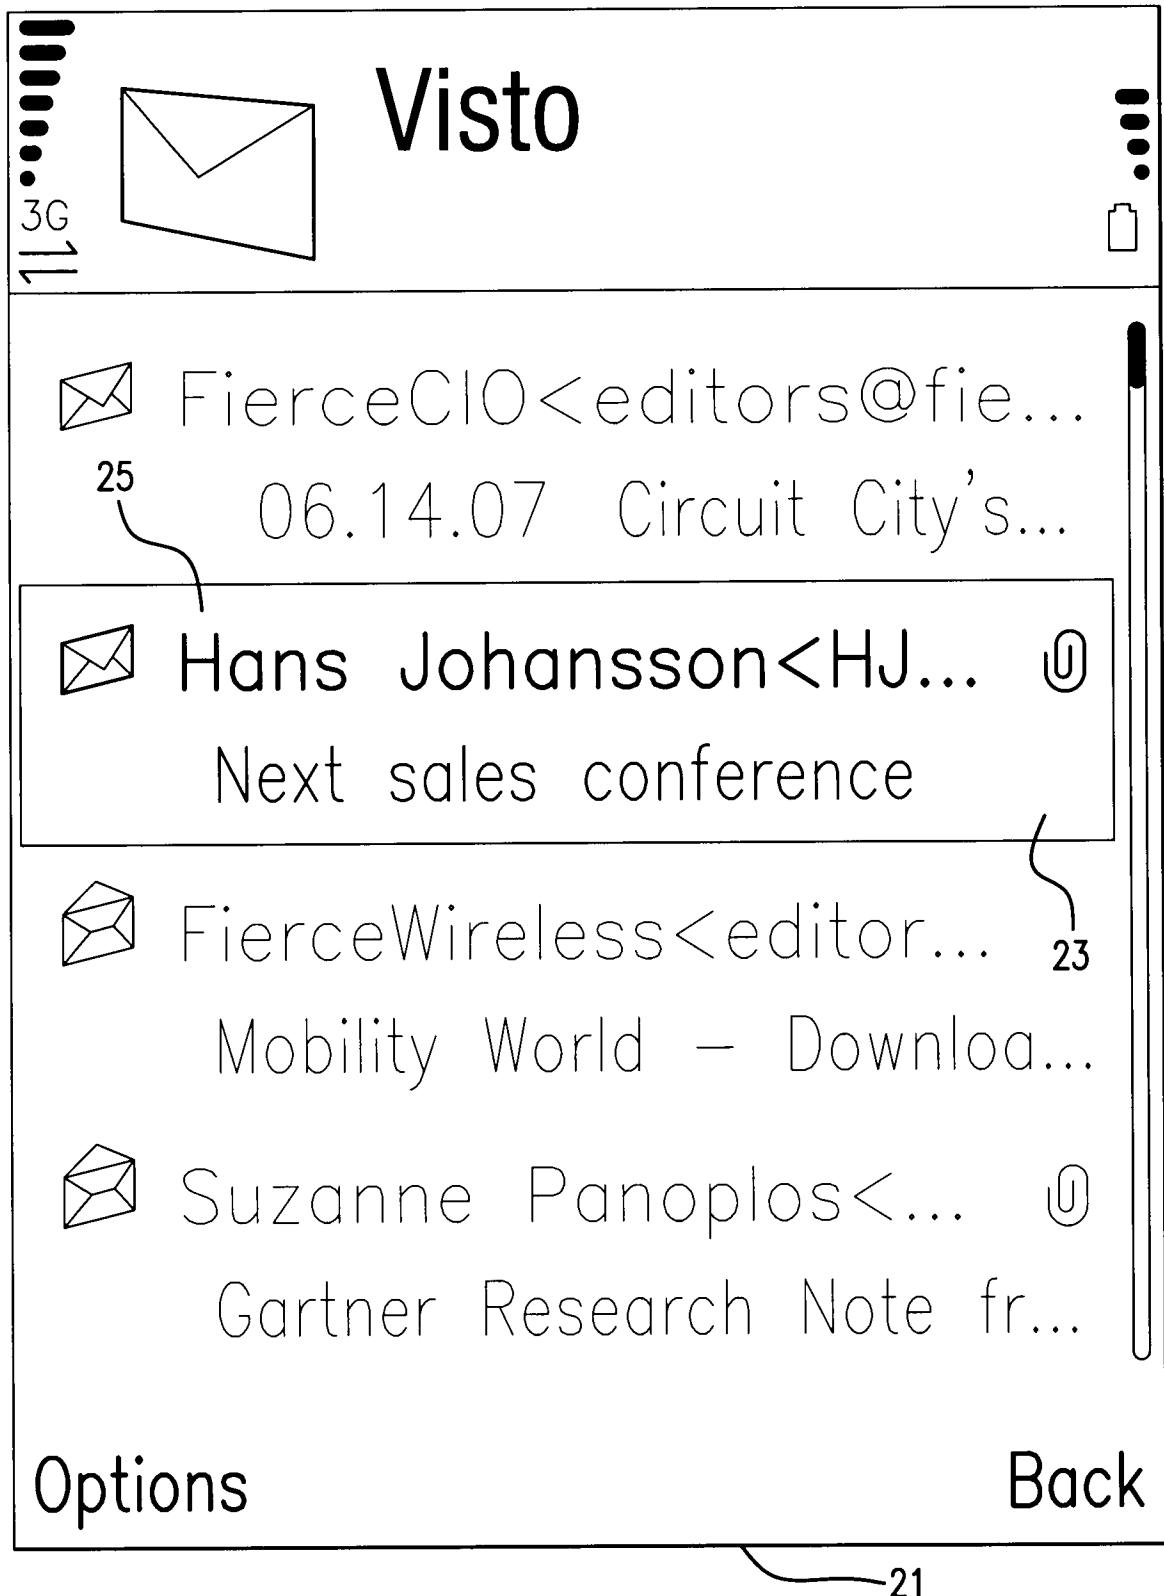 Visto
3G
FierceCIO<editors@fie...
25
06.14.07 Circuit City's...
Hans Johansson<HJ...
Next sales conference
FierceWireless<editor...
23
Mobility World – Downloa...
Suzanne Panoplos<...
Gartner Research Note fr...
Options
Back
21